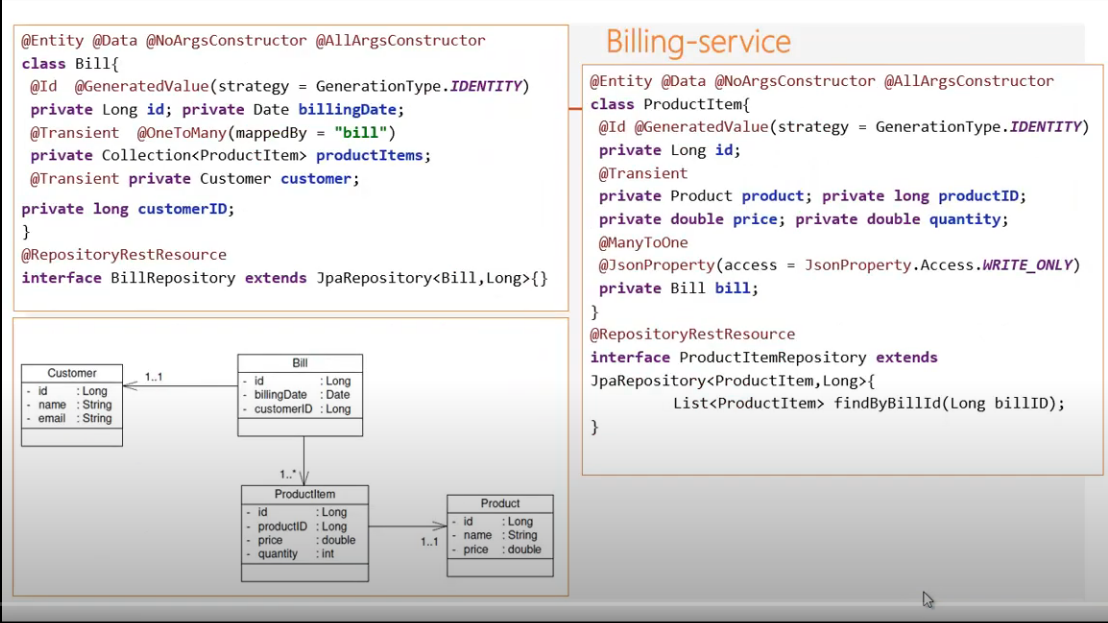 @Entity @Data @NoArgsConstructor @AllArgsConstructor
class Bill{
@Id @GeneratedValue(strategy = GenerationType.IDENTITY)
private Long id; private Date billingDate;
@Transient @OneToMany(mappedBy = "bill")
private Collection<ProductItem> productItems;
@Transient private Customer customer;
private long customerID;
}
@RepositoryRestResource
interface BillRepository extends JpaRepository<Bill,Long>{}
Billing-service
@Entity @Data @NoArgsConstructor @AllArgsConstructor
class ProductItem{
@Id @GeneratedValue(strategy = GenerationType.IDENTITY)
private Long id;
@Transient
private Product product; private long productID;
private double price; private double quantity;
@ManyToOne
@JsonProperty(access = JsonProperty.Access.WRITE_ONLY)
private Bill bill;
}
@RepositoryRestResource
interface ProductItemRepository extends
JpaRepository<ProductItem,Long>{
List<ProductItem> findByBillId(Long billID);
}
Customer
- id : Long
- name : String
- email : String
1..1
Bill
- id : Long
- billingDate : Date
- customerID : Long
1..*
ProductItem
- id : Long
- productID : Long
- price : double
- quantity : int
1..1
Product
- id : Long
- name : String
- price : double